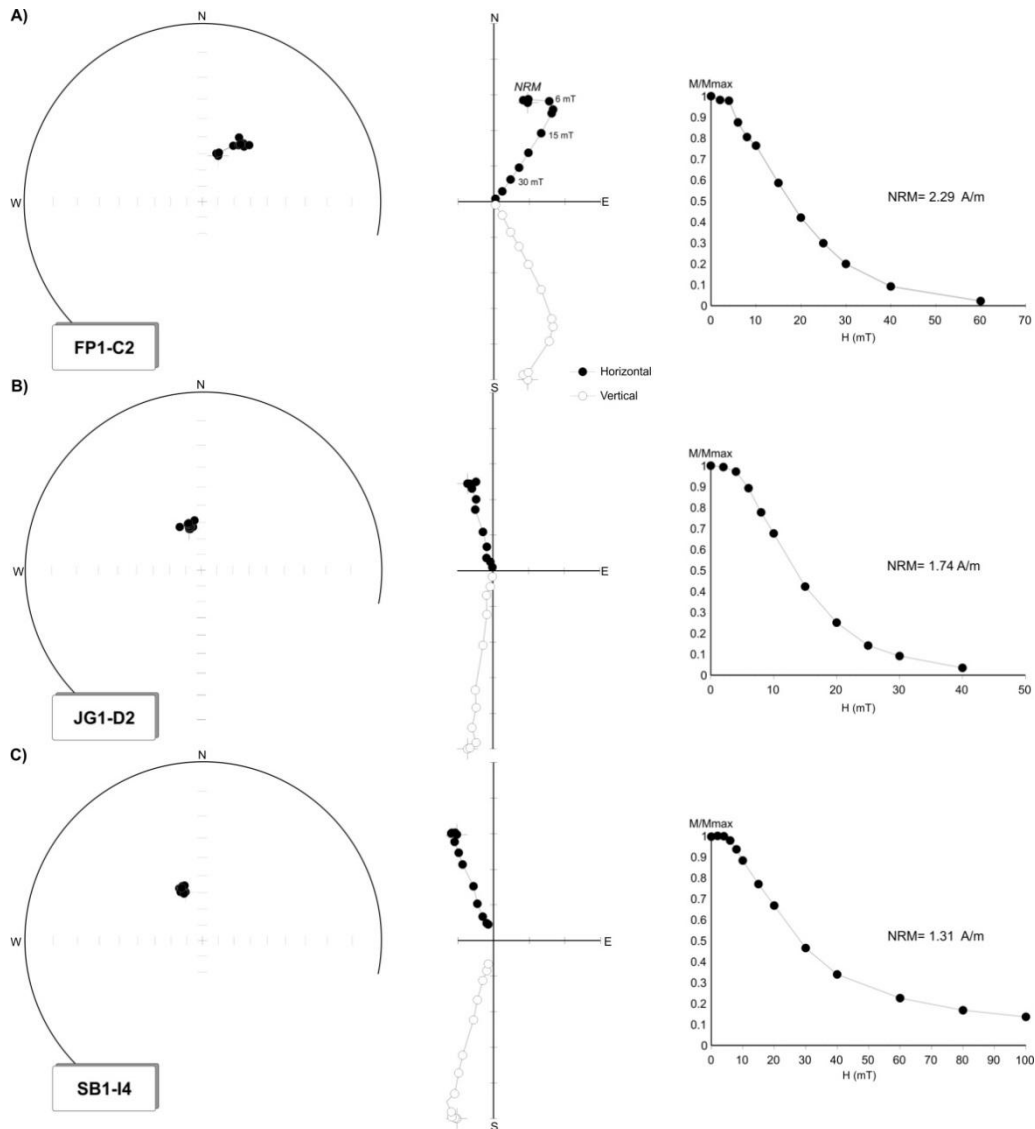 A)
N
W
FP1-C2
N
NRM
6 mT
15 mT
30 mT
E
S
M/Mmax
1
0.9
0.8
0.7
0.6
0.5
0.4
0.3
0.2
0.1
0 10 20 30 40 50 60 70
H (mT)
NRM= 2.29 A/m
Horizontal
Vertical
B)
N
W
JG1-D2
E
M/Mmax
1
0.9
0.8
0.7
0.6
0.5
0.4
0.3
0.2
0.1
0
0 10 20 30 40 50
H (mT)
NRM= 1.74 A/m
C)
N
W
SB1-I4
E
S
M/Mmax
1
0.9
0.8
0.7
0.6
0.5
0.4
0.3
0.2
0.1
0
0 10 20 30 40 50 60 70 80 90 100
H (mT)
NRM= 1.31 A/m